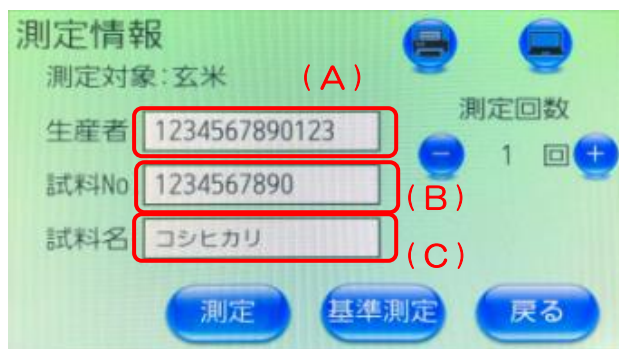 測定情報
測定対象:玄米
(A)
測定回数
生産者 1234567890123
1 回
試料No 1234567890
(B)
試料名 コシヒカリ
(C)
測定 基準測定 戻る